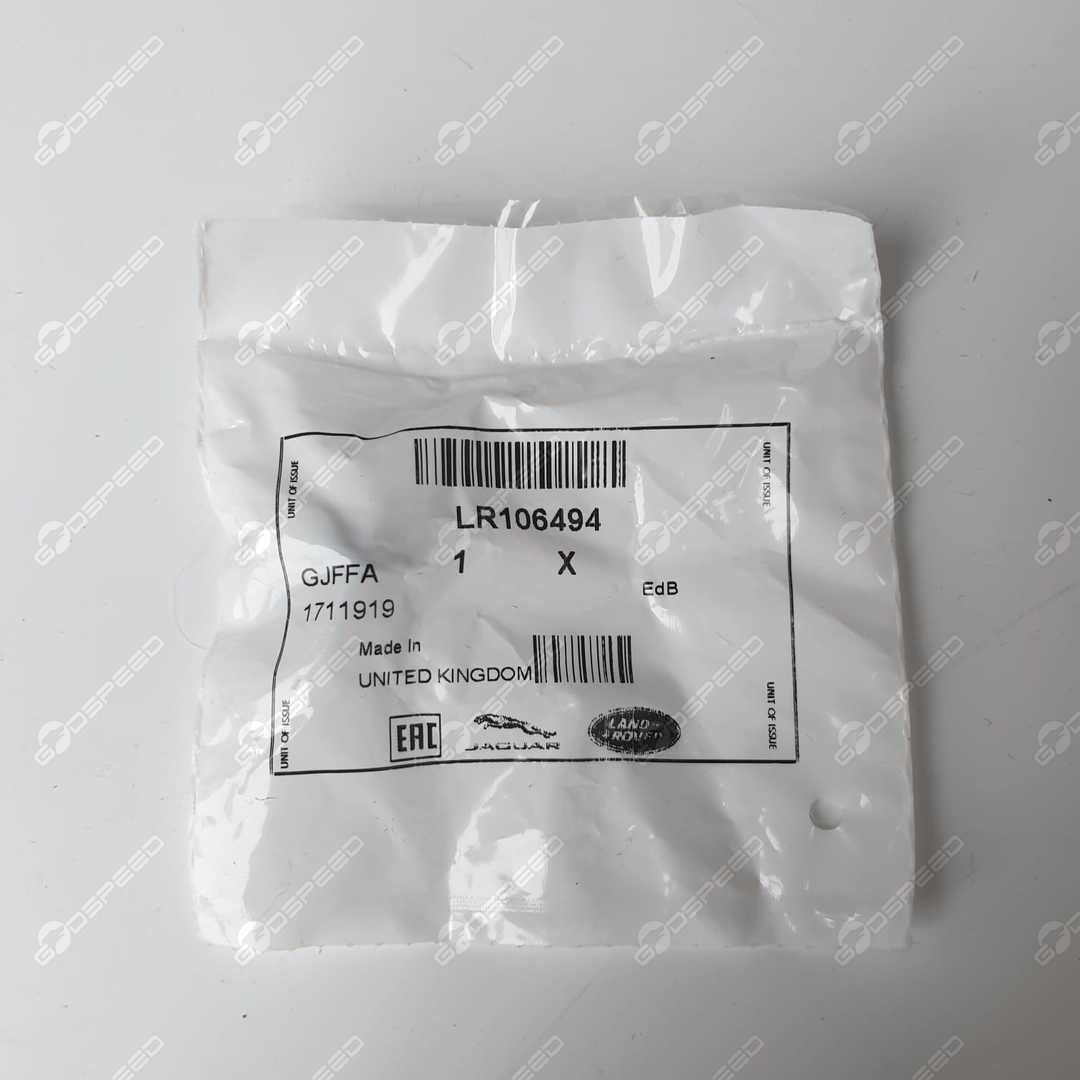 UNIT OF ISSUE
UNIT OF ISSUE
LR106494
1 X
GJFFA
EdB
1711919
Made In
UNITED KINGDOM
UNIT OF ISSUE
UNIT OF ISSUE
EAC
JAGUAR
LAND
ROVER
GODSPEED